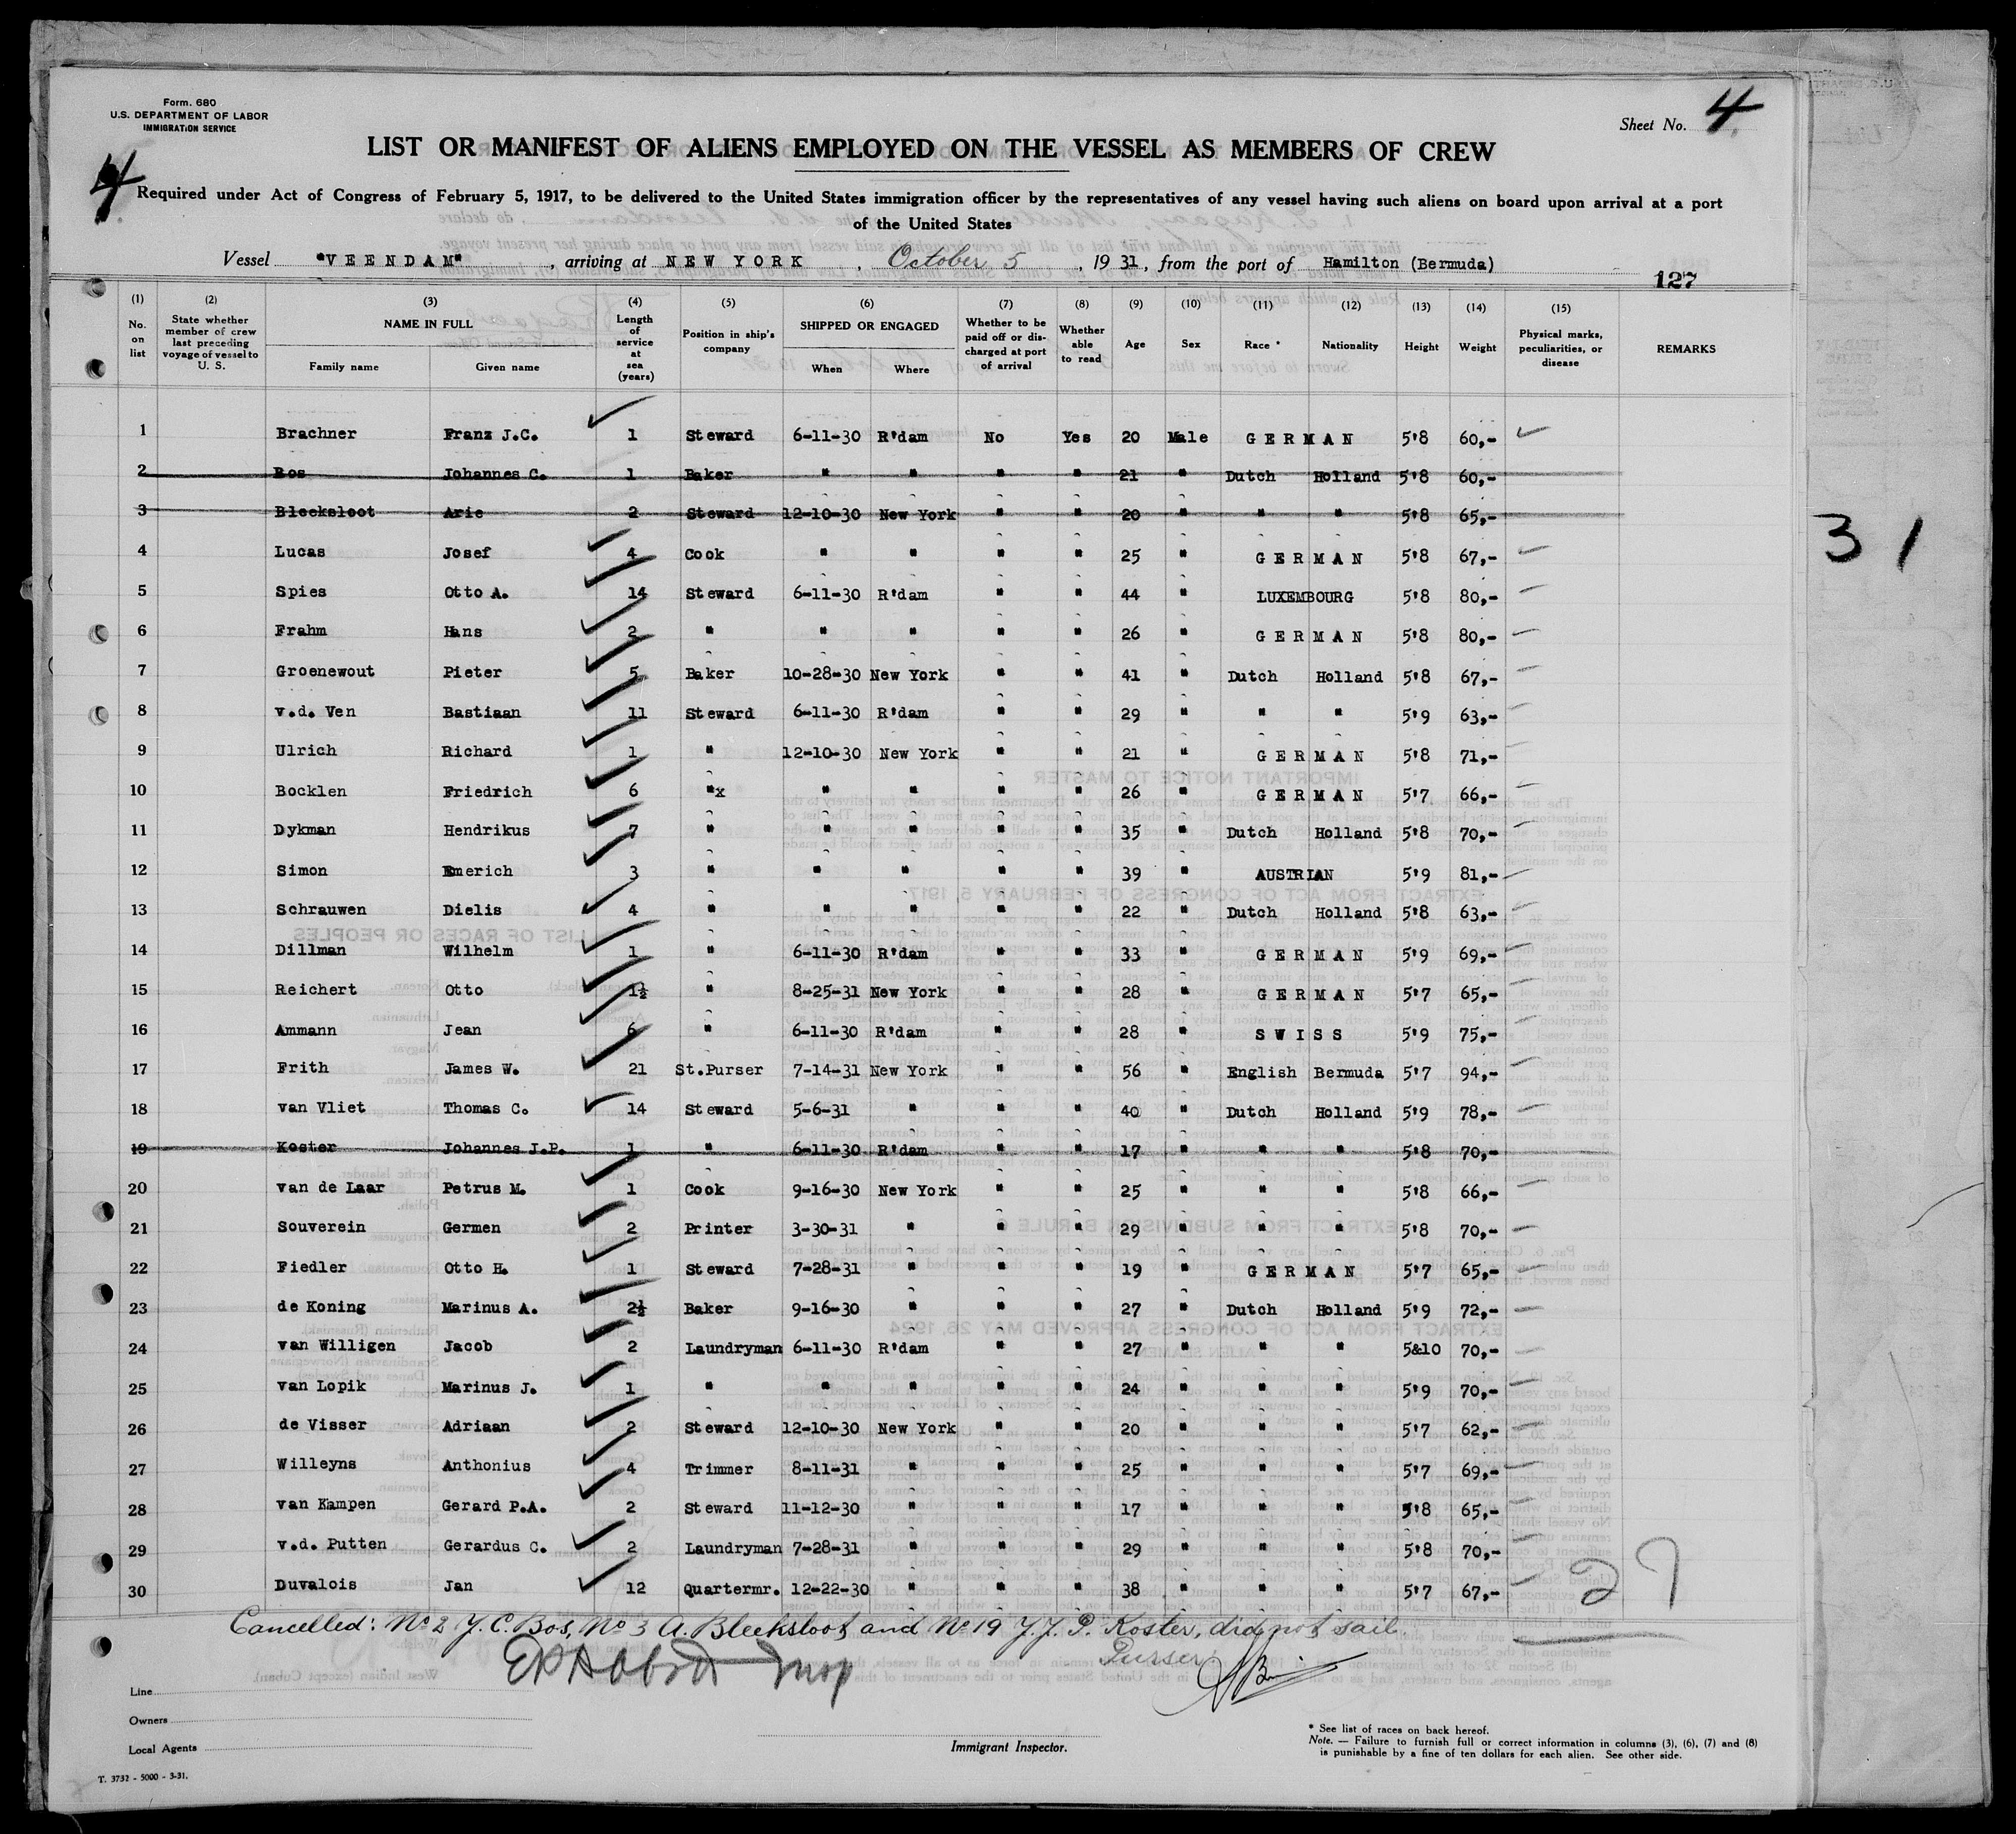 Form. 680
U.S. DEPARTMENT OF LABOR
IMMIGRATION SERVICE
Sheet No. 4
LIST OR MANIFEST OF ALIENS EMPLOYED ON THE VESSEL AS MEMBERS OF CREW
4
Required under Act of Congress of February 5, 1917, to be delivered to the United States immigration officer by the representatives of any vessel having such aliens on board upon arrival at a port
of the United States
Vessel "VEENDAM", arriving at NEW YORK, October 5, 1931, from the port of Hamilton (Bermuda)
127
(1) No. on list (2) State whether member of crew last preceding voyage of vessel to U. S. (3) NAME IN FULL Family name Given name (4) Length of service at sea (years) (5) Position in ship's company (6) SHIPPED OR ENGAGED When Where (7) Whether to be paid off or discharged at port of arrival (8) Whether able to read (9) Age (10) Sex (11) Race * (12) Nationality (13) Height (14) Weight (15) Physical marks, peculiarities, or disease REMARKS
1 Brachner Franz J.C. 1 Steward 6-11-30 R'dam No Yes 20 Male GERMAN 5'8 60,-
2 Bos Johannes C. 1 Baker " " " " 21 " Dutch Holland 5'8 60,-
3 Bleeksloot Arie 2 Steward 12-10-30 New York " " 20 " " " 5'8 65,-
4 Lucas Josef 4 Cook " " " " 25 " GERMAN 5'8 67,-
5 Spies Otto A. 14 Steward 6-11-30 R'dam " " 44 " LUXEMBOURG 5'8 80,-
6 Frahm Hans 2 " " " " " 26 " GERMAN 5'8 80,-
7 Groenewout Pieter 5 Baker 10-28-30 New York " " 41 " Dutch Holland 5'8 67,-
8 v.d. Ven Bastiaan 11 Steward 6-11-30 R'dam " " 29 " " " 5'9 63,-
9 Ulrich Richard 1 " 12-10-30 New York " " 21 " GERMAN 5'8 71,-
10 Bocklen Friedrich 6 "x " " " " 26 " GERMAN 5'7 66,-
11 Dykman Hendrikus 7 " " " " " 35 " Dutch Holland 5'8 70,-
12 Simon Emerich 3 " " " " " 39 " AUSTRIAN 5'9 81,-
13 Schrauwen Dielis 4 " " " " " 22 " Dutch Holland 5'8 63,-
14 Dillman Wilhelm 1 " 6-11-30 R'dam " " 33 " GERMAN 5'9 69,-
15 Reichert Otto 1½ " 8-25-31 New York " " 28 " GERMAN 5'7 65,-
16 Ammann Jean 6 " 6-11-30 R'dam " " 28 " SWISS 5'9 75,-
17 Frith James W. 21 St.Purser 7-14-31 New York " " 56 " English Bermuda 5'7 94,-
18 van Vliet Thomas C. 14 Steward 5-6-31 " " " 40 " Dutch Holland 5'9 78,-
19 Koster Johannes J.P. 1 " 6-11-30 R'dam " " 17 " " " 5'8 70,-
20 van de Laar Petrus M. 1 Cook 9-16-30 New York " " 25 " " " 5'8 66,-
21 Souverein Germen 2 Printer 3-30-31 " " " 29 " " " 5'8 70,-
22 Fiedler Otto H. 1 Steward 7-28-31 " " " 19 " GERMAN 5'7 65,-
23 de Koning Marinus A. 2½ Baker 9-16-30 " " " 27 " Dutch Holland 5'9 72,-
24 van Willigen Jacob 2 Laundryman 6-11-30 R'dam " " 27 " " " 5&10 70,-
25 van Lopik Marinus J. 1 " " " " " 24 " " " 5'9 70,-
26 de Visser Adriaan 2 Steward 12-10-30 New York " " 20 " " " 5'7 62,-
27 Willeyns Anthonius 4 Trimmer 8-11-31 " " " 25 " " " 5'7 69,-
28 van Kampen Gerard P.A. 2 Steward 11-12-30 " " " 17 " " " 5'8 65,-
29 v.d. Putten Gerardus C. 2 Laundryman 7-28-31 " " " 29 " " " 5'8 70,-
30 Duvalois Jan 12 Quartermr. 12-22-30 " " " 38 " " " 5'7 67,-
31
27
Cancelled: No 2 J. C. Bos, No 3 A. Bleeksloot and No 19 J. J. P. Koster, did not sail.
Purser
Line
Owners
Local Agents
Immigrant Inspector.
* See list of races on back hereof.
Note. — Failure to furnish full or correct information in columns (3), (6), (7) and (8)
is punishable by a fine of ten dollars for each alien. See other side.
T. 3732 - 5000 - 3-31.